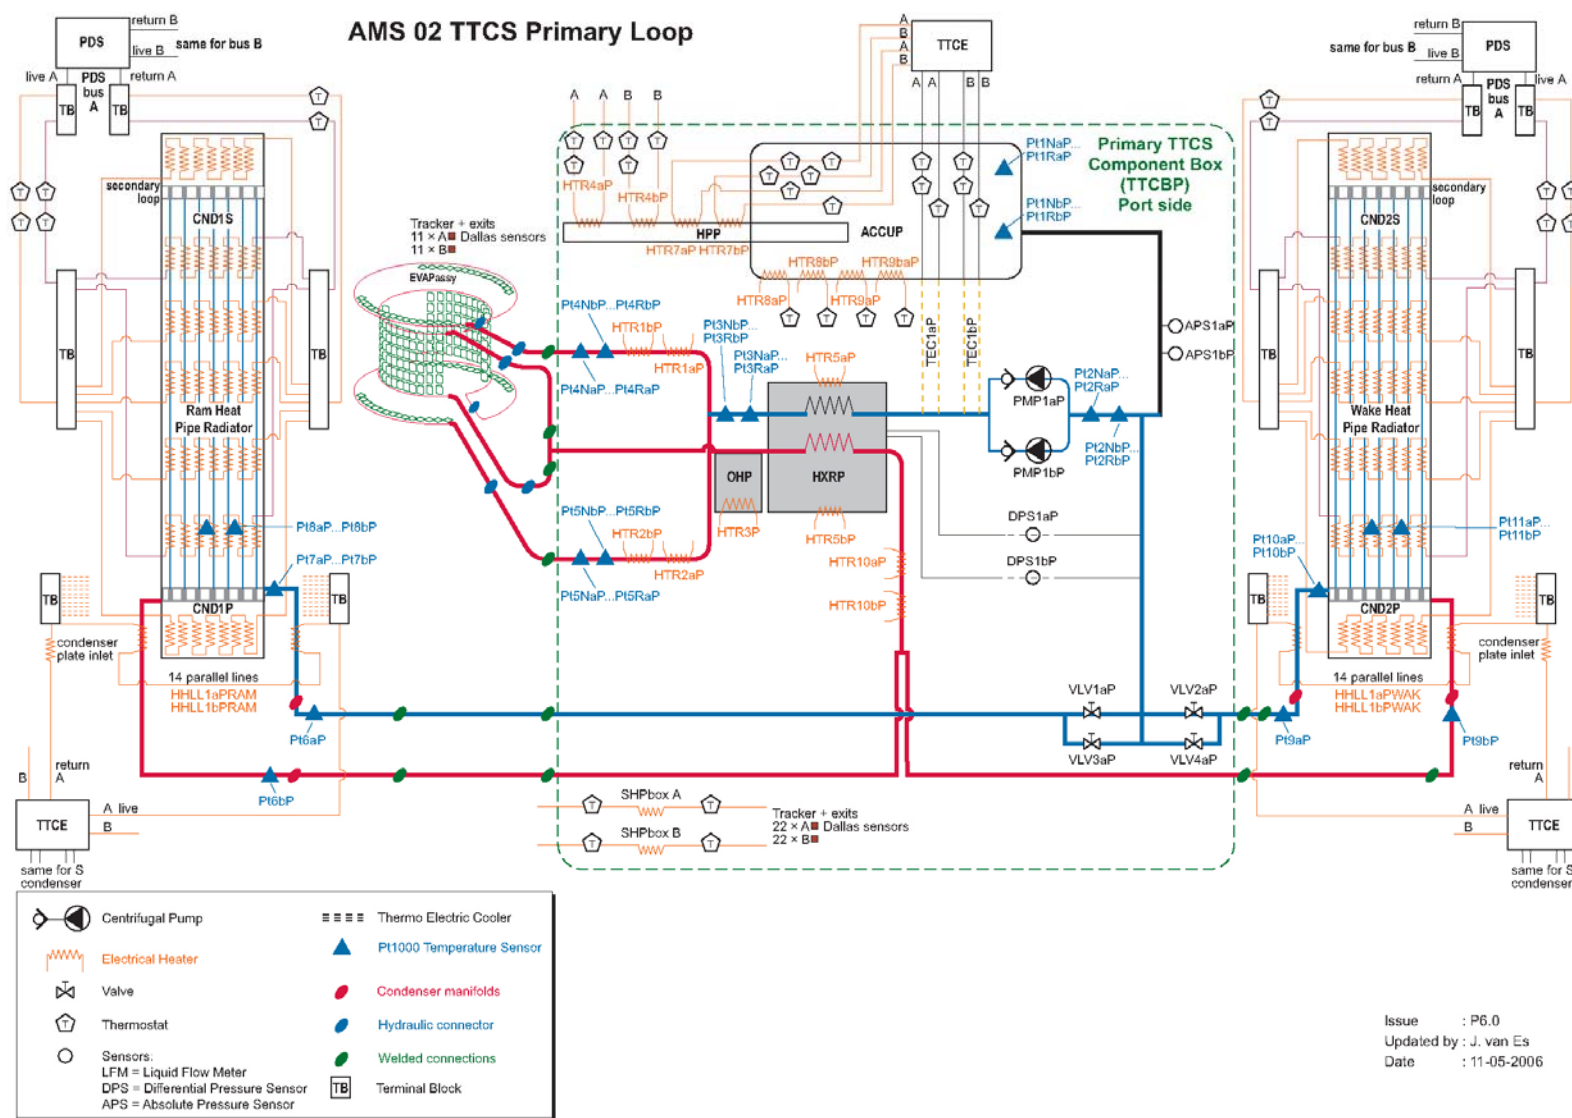 AMS 02 TTCS Primary Loop
PDS
return B
same for bus B
live B
live A
PDS
bus
A
return A
TB
TB
T
T
T
T
T
T
secondary
loop
CND1S
TB
TB
Ram Heat
Pipe Radiator
Pt8aP...Pt8bP
Pt7aP...Pt7bP
TB
TB
CND1P
condenser
plate inlet
14 parallel lines
HHLL1aPRAM
HHLL1bPRAM
Pt6aP
Pt6bP
B
return
A
A live
B
TTCE
same for S
condenser
A
B
A
B
TTCE
A A B B
A A B B
T T T T
T T
HTR4aP
HTR4bP
T T
T T T
T
T
T T
T T
T T
HPP
HTR7aP HTR7bP
ACCUP
Pt1NaP...
Pt1RaP
Pt1NbP...
Pt1RbP
Primary TTCS
Component Box
(TTCBP)
Port side
HTR8bP HTR9baP
HTR8aP HTR9aP
T T T T
TEC1aP
TEC1bP
APS1aP
APS1bP
Tracker + exits
11 × A Dallas sensors
11 × B
EVAPassy
Pt4NbP...Pt4RbP
Pt4NaP...Pt4RaP
HTR1bP
HTR1aP
Pt3NbP...
Pt3RbP
Pt3NaP...
Pt3RaP
HTR5aP
PMP1aP
PMP1bP
Pt2NaP...
Pt2RaP
Pt2NbP...
Pt2RbP
OHP
HXRP
HTR3P
HTR5bP
Pt5NbP...Pt5RbP
Pt5NaP...Pt5RaP
HTR2bP
HTR2aP
DPS1aP
DPS1bP
HTR10aP
HTR10bP
VLV1aP
VLV2aP
VLV3aP
VLV4aP
T SHPbox A T
T SHPbox B T
Tracker + exits
22 × A Dallas sensors
22 × B
return B
same for bus B
live B
PDS
return A
PDS
bus
A
live A
TB
TB
T
T
T
T
T
T
secondary
loop
CND2S
TB
TB
Wake Heat
Pipe Radiator
Pt11aP...
Pt11bP
Pt10aP...
Pt10bP
TB
TB
CND2P
condenser
plate inlet
14 parallel lines
HHLL1aPWAK
HHLL1bPWAK
Pt9aP
Pt9bP
return
A
A live
B
TTCE
same for S
condenser
Centrifugal Pump
Electrical Heater
Valve
T Thermostat
Sensors:
LFM = Liquid Flow Meter
DPS = Differential Pressure Sensor
APS = Absolute Pressure Sensor
Thermo Electric Cooler
Pt1000 Temperature Sensor
Condenser manifolds
Hydraulic connector
Welded connections
TB Terminal Block
Issue : P6.0
Updated by : J. van Es
Date : 11-05-2006